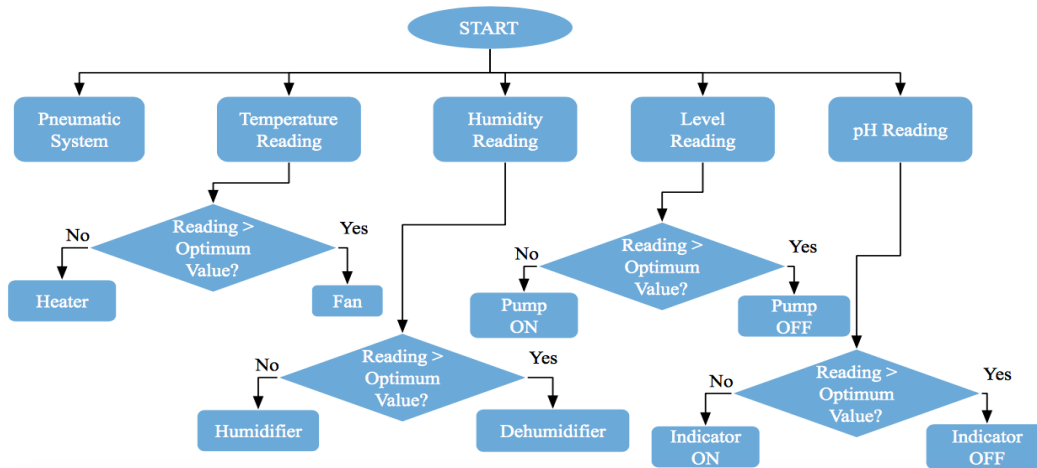 START
Pneumatic
System
Temperature
Reading
Humidity
Reading
Level
Reading
pH Reading
No
Reading >
Optimum
Value?
Yes
Heater
Fan
No
Reading >
Optimum
Value?
Yes
Pump
ON
Pump
OFF
No
Reading >
Optimum
Value?
Yes
Humidifier
Dehumidifier
No
Reading >
Optimum
Value?
Yes
Indicator
ON
Indicator
OFF